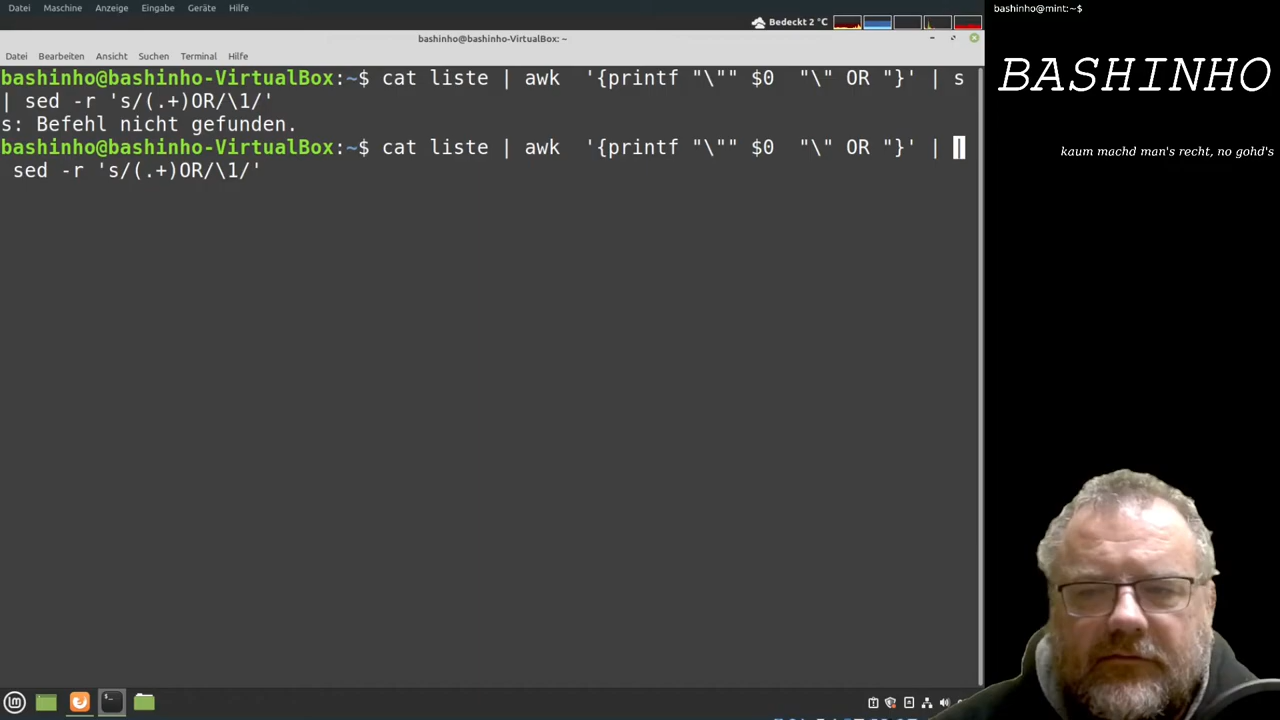 Datei Maschine Anzeige Eingabe Geräte Hilfe
Bedeckt 2 °C
bashinho@bashinho-VirtualBox: ~
Datei Bearbeiten Ansicht Suchen Terminal Hilfe
bashinho@bashinho-VirtualBox:~$ cat liste | awk  '{printf "\"" $0  "\" OR "}' | s
| sed -r 's/(.+)OR/\1/'
s: Befehl nicht gefunden.
bashinho@bashinho-VirtualBox:~$ cat liste | awk  '{printf "\"" $0  "\" OR "}' | |
 sed -r 's/(.+)OR/\1/'
bashinho@mint:~$
BASHINHO
kaum machd man's recht, no gohd's